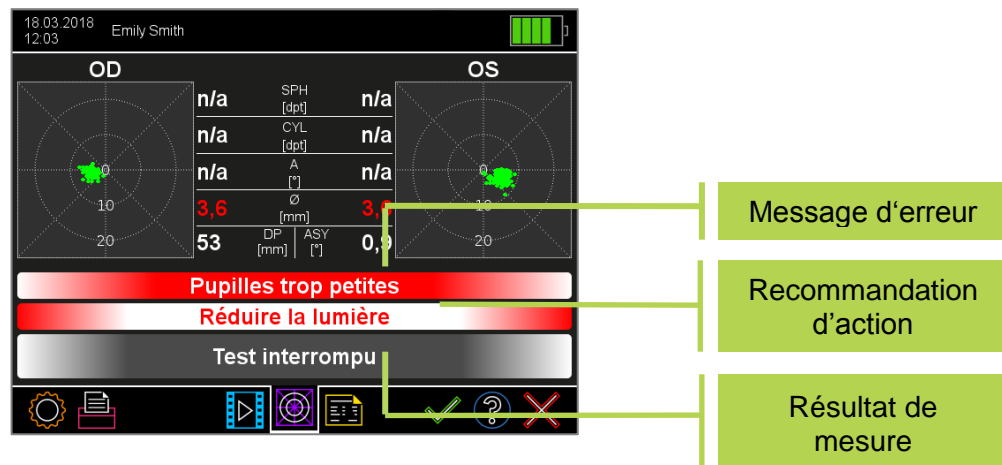 18.03.2018
12:03 Emily Smith
OD OS
n/a SPH [dpt] n/a
n/a CYL [dpt] n/a
n/a A [°] n/a
3,6 Ø [mm]
53 DP [mm] ASY [°] 0,9
0
10
20
0
10
20
Pupilles trop petites
Réduire la lumière
Test interrompu
Message d‘erreur
Recommandation
d’action
Résultat de
mesure